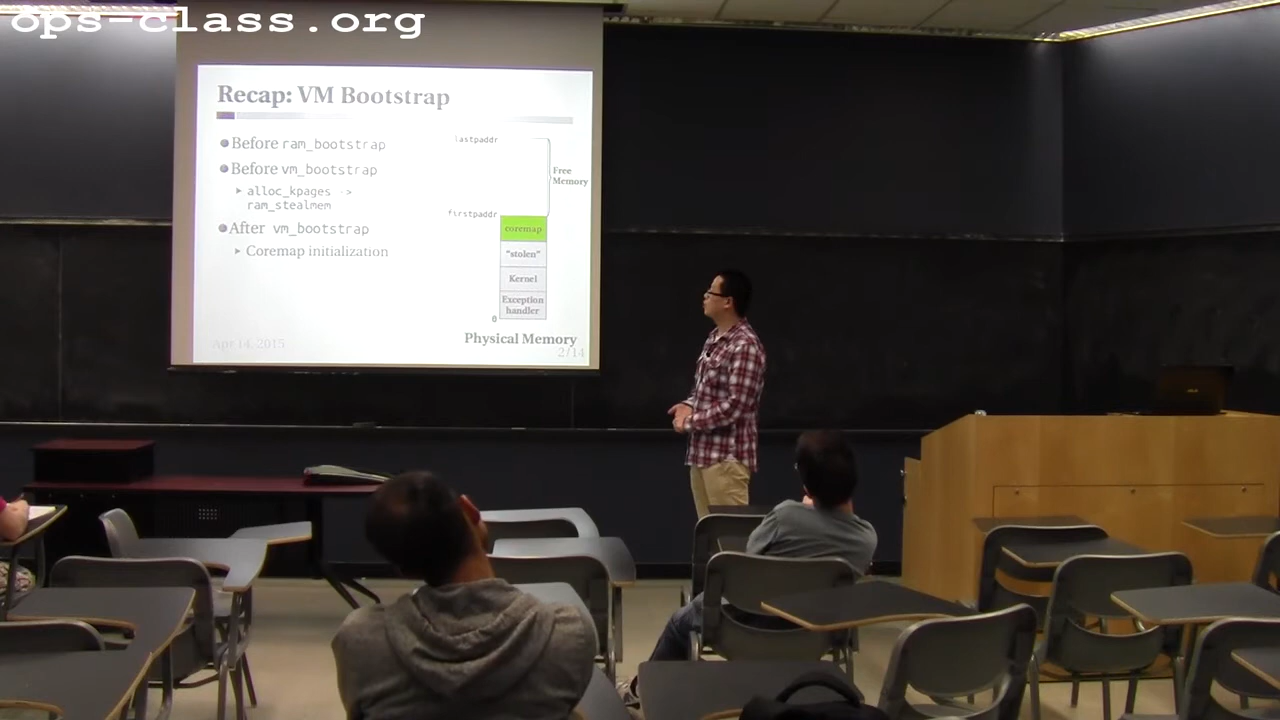 ops-class.org
Recap: VM Bootstrap
Before ram_bootstrap
Before vm_bootstrap
alloc_kpages ->
ram_stealmem
After vm_bootstrap
Coremap initialization
lastpaddr
Free
Memory
firstpaddr
coremap
"stolen"
Kernel
Exception
handler
0
Physical Memory
Apr 14, 2015
2/14